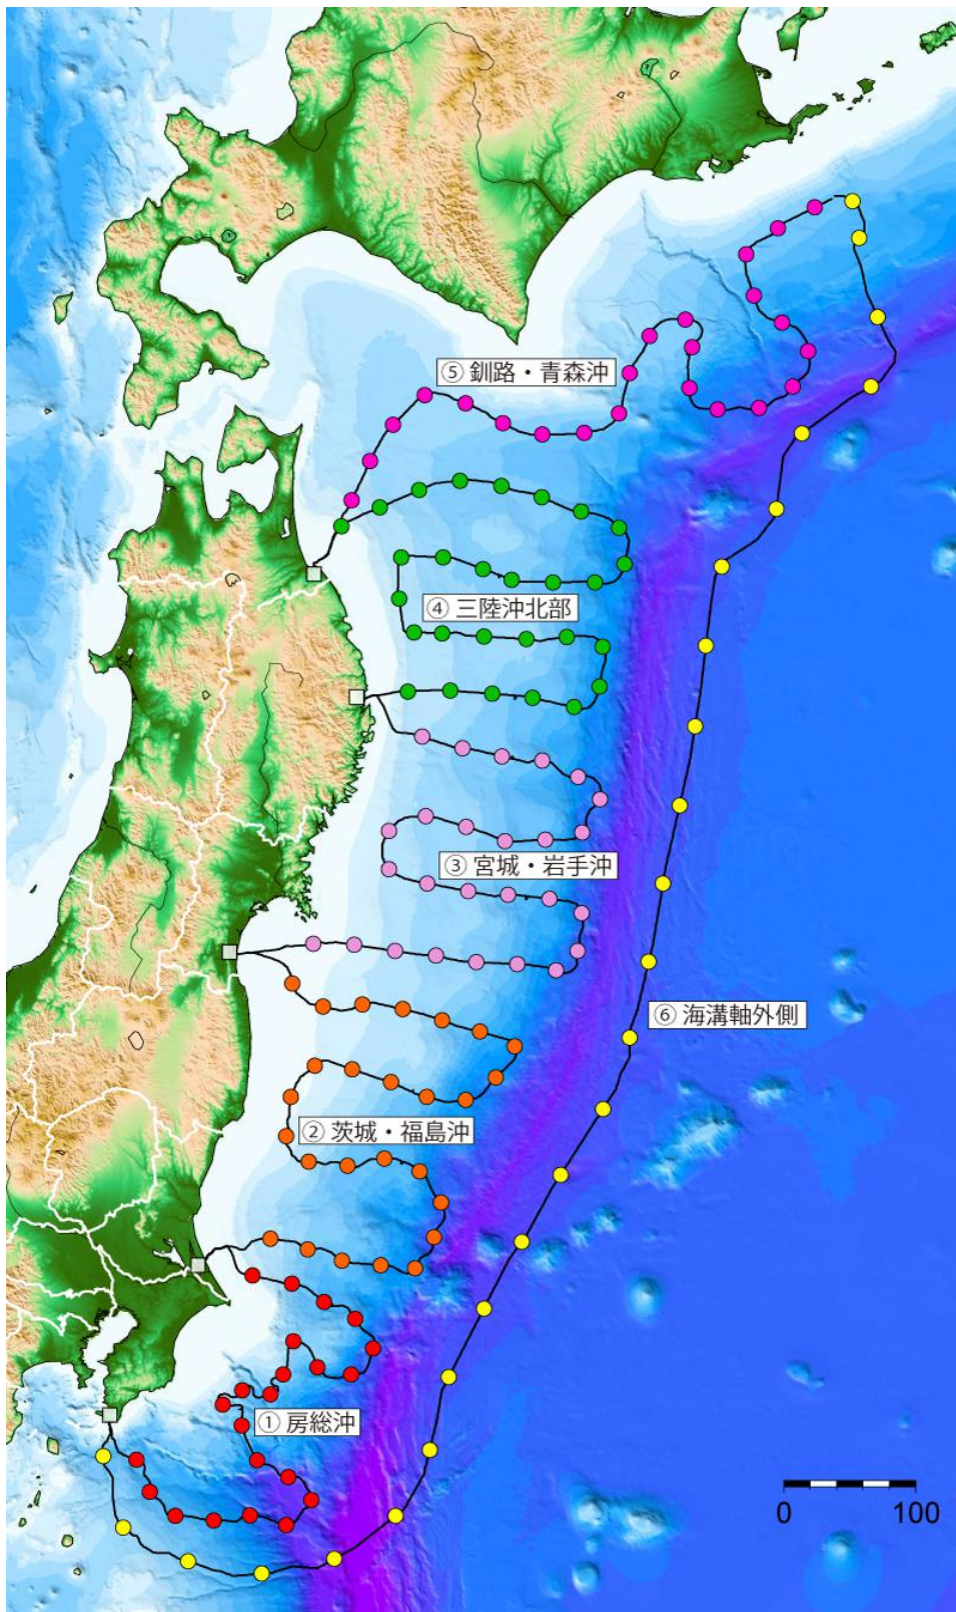 ⑤ 釧路・青森沖
④ 三陸沖北部
③ 宮城・岩手沖
⑥ 海溝軸外側
② 茨城・福島沖
① 房総沖
0 100